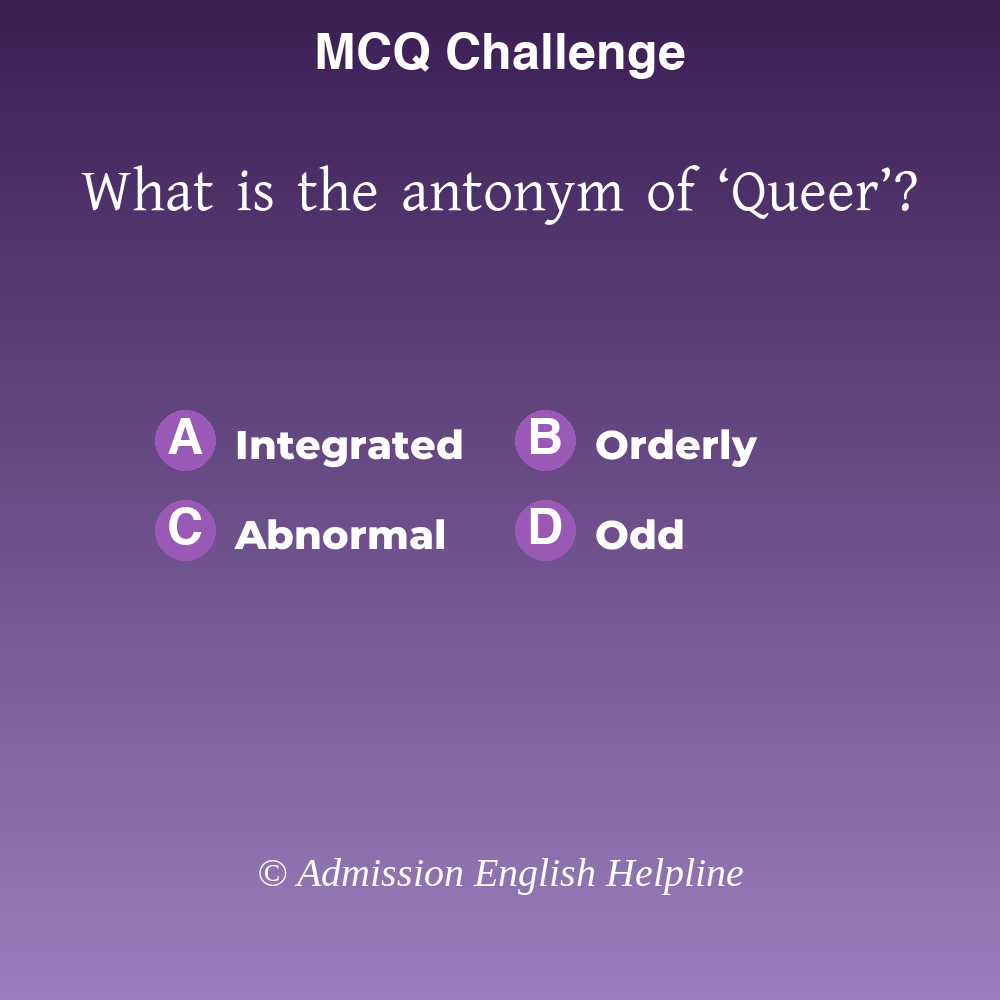 MCQ Challenge
What is the antonym of ‘Queer’?
A Integrated B Orderly
C Abnormal D Odd
© Admission English Helpline